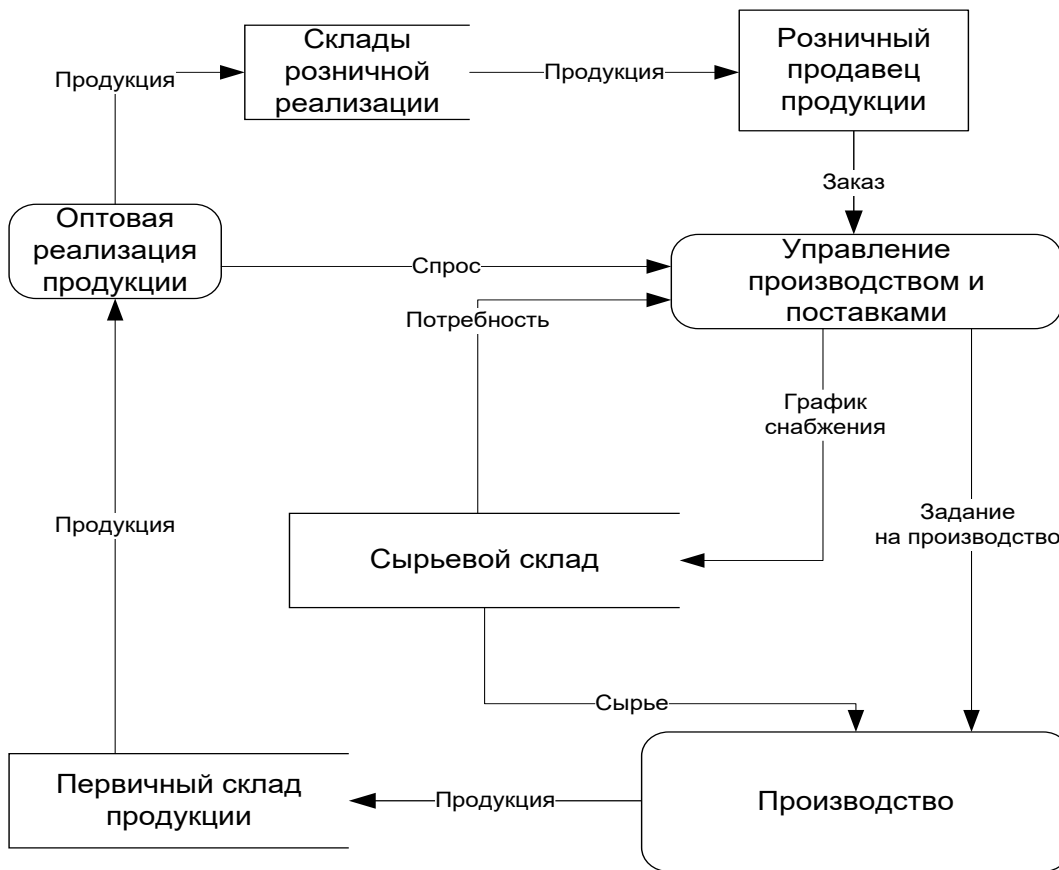 Склады
розничной
реализации
Розничный
продавец
продукции
Продукция
Продукция
Заказ
Оптовая
реализация
продукции
Спрос
Управление
производством и
поставками
Потребность
График
снабжения
Продукция
Задание
на производство
Сырьевой склад
Сырье
Первичный склад
продукции
Продукция
Производство